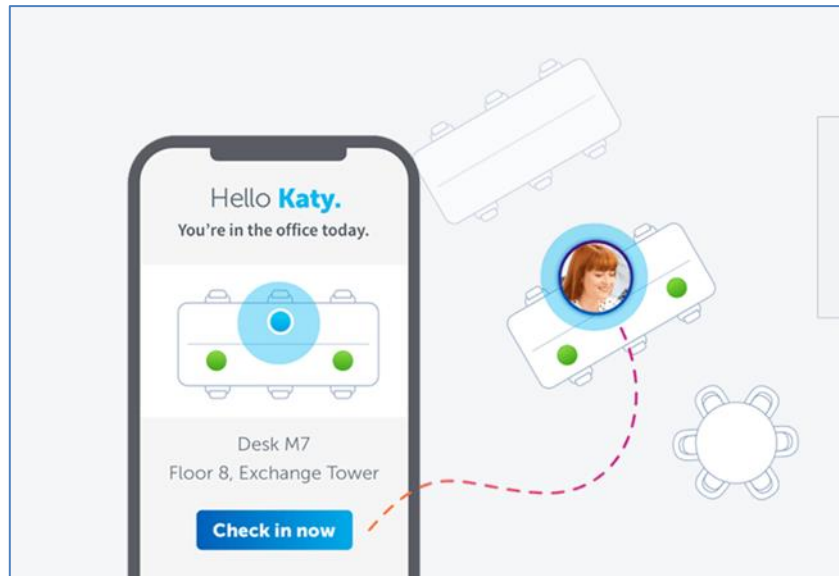 Hello Katy.
You're in the office today.
Desk M7
Floor 8, Exchange Tower
Check in now